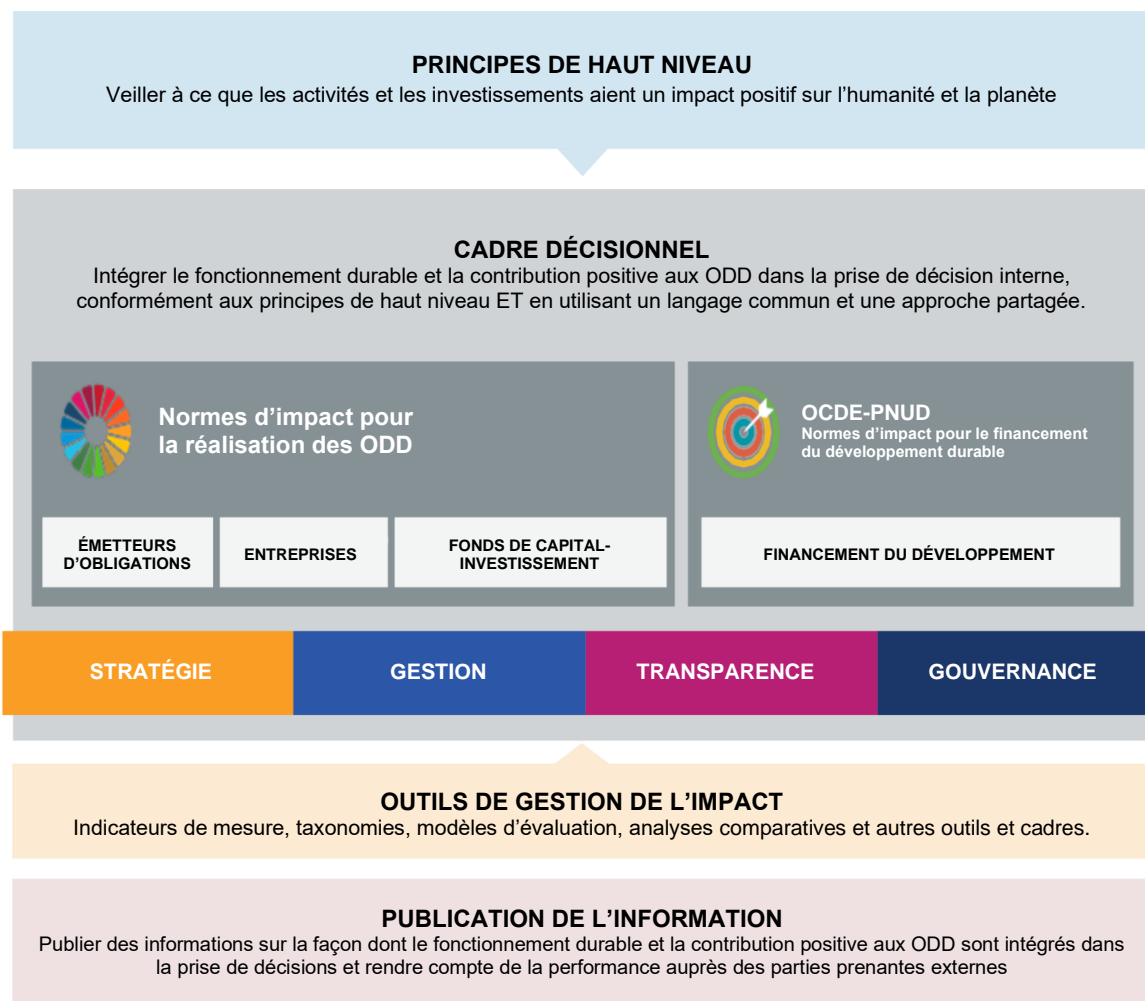 PRINCIPES DE HAUT NIVEAU
Veiller à ce que les activités et les investissements aient un impact positif sur l’humanité et la planète
CADRE DÉCISIONNEL
Intégrer le fonctionnement durable et la contribution positive aux ODD dans la prise de décision interne,
conformément aux principes de haut niveau ET en utilisant un langage commun et une approche partagée.
Normes d’impact pour
la réalisation des ODD
ÉMETTEURS
D’OBLIGATIONS
ENTREPRISES
FONDS DE CAPITAL-
INVESTISSEMENT
OCDE-PNUD
Normes d’impact pour le financement
du développement durable
FINANCEMENT DU DÉVELOPPEMENT
STRATÉGIE
GESTION
TRANSPARENCE
GOUVERNANCE
OUTILS DE GESTION DE L’IMPACT
Indicateurs de mesure, taxonomies, modèles d’évaluation, analyses comparatives et autres outils et cadres.
PUBLICATION DE L’INFORMATION
Publier des informations sur la façon dont le fonctionnement durable et la contribution positive aux ODD sont intégrés dans
la prise de décisions et rendre compte de la performance auprès des parties prenantes externes